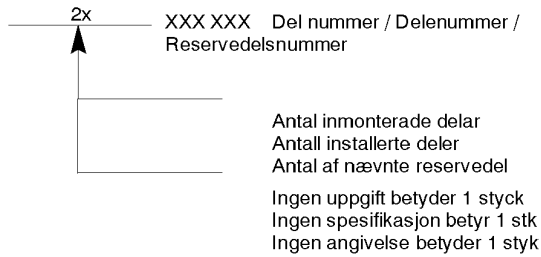 2x XXX XXX Del nummer / Delenummer /
Reservedelsnummer
Antal inmonterade delar
Antall installerte deler
Antal af nævnte reservedel
Ingen uppgift betyder 1 styck
Ingen spesifikasjon betyr 1 stk
Ingen angivelse betyder 1 styk